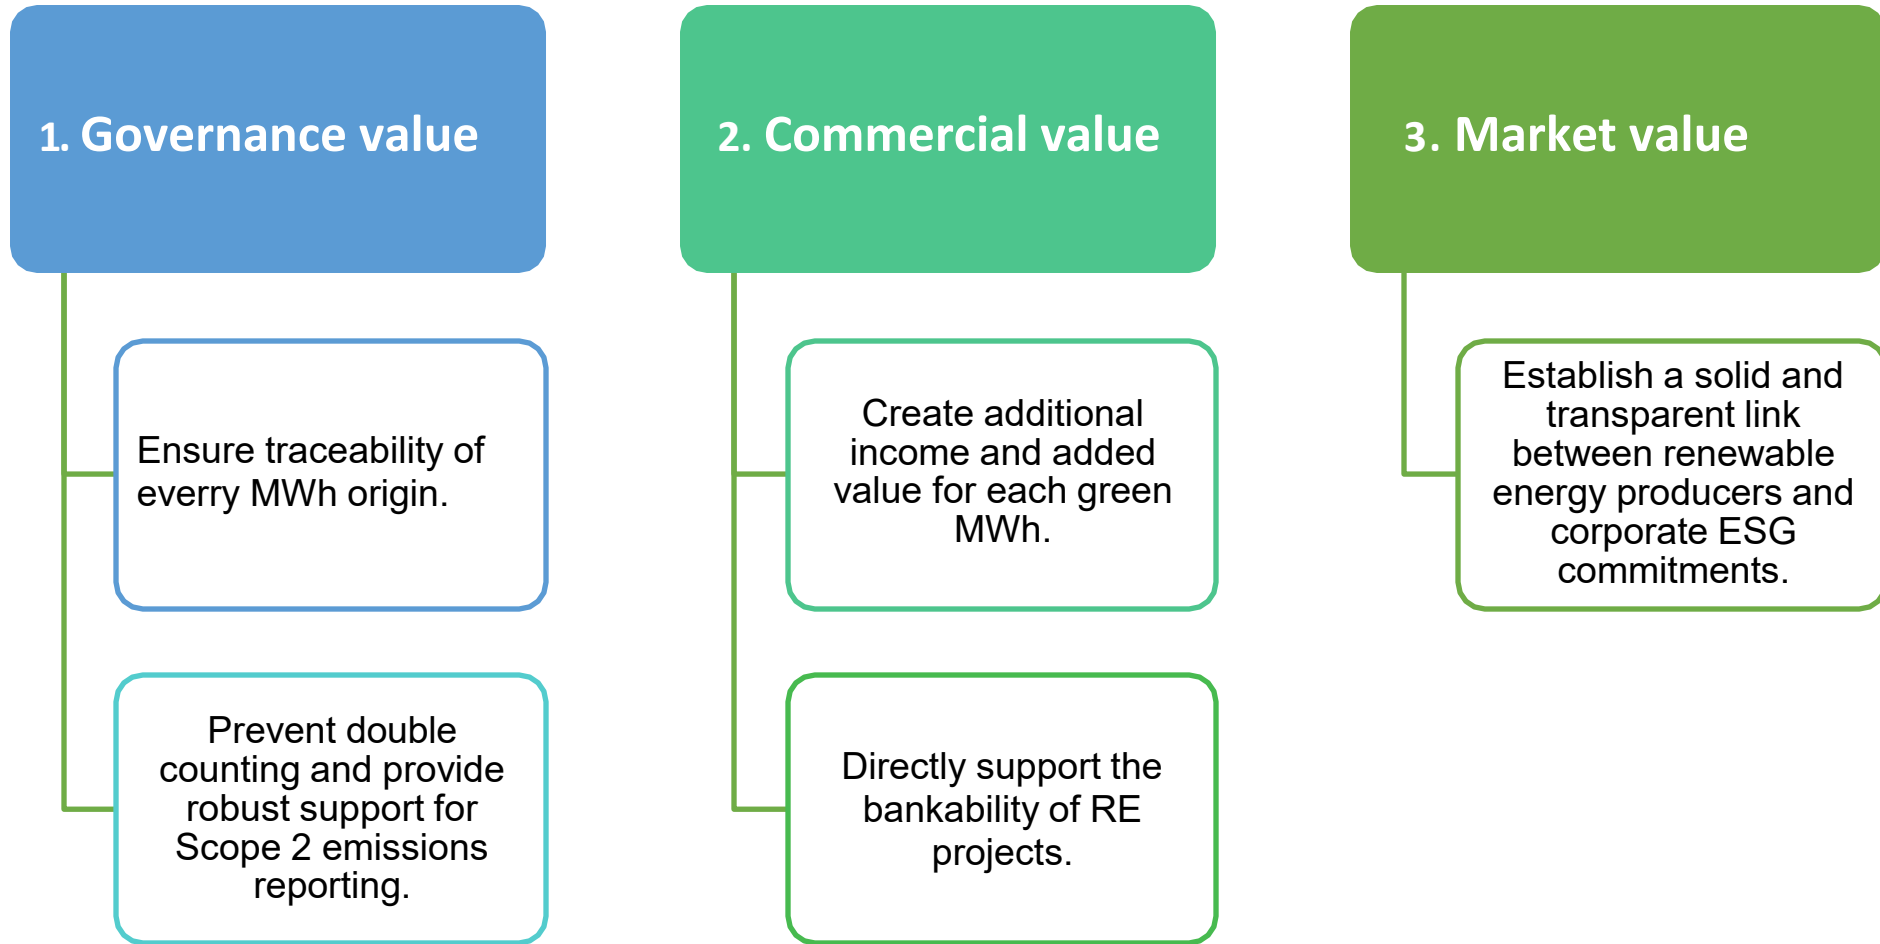 1. Governance value
Ensure traceability of
everry MWh origin.
Prevent double
counting and provide
robust support for
Scope 2 emissions
reporting.
2. Commercial value
Create additional
income and added
value for each green
MWh.
Directly support the
bankability of RE
projects.
3. Market value
Establish a solid and
transparent link
between renewable
energy producers and
corporate ESG
commitments.